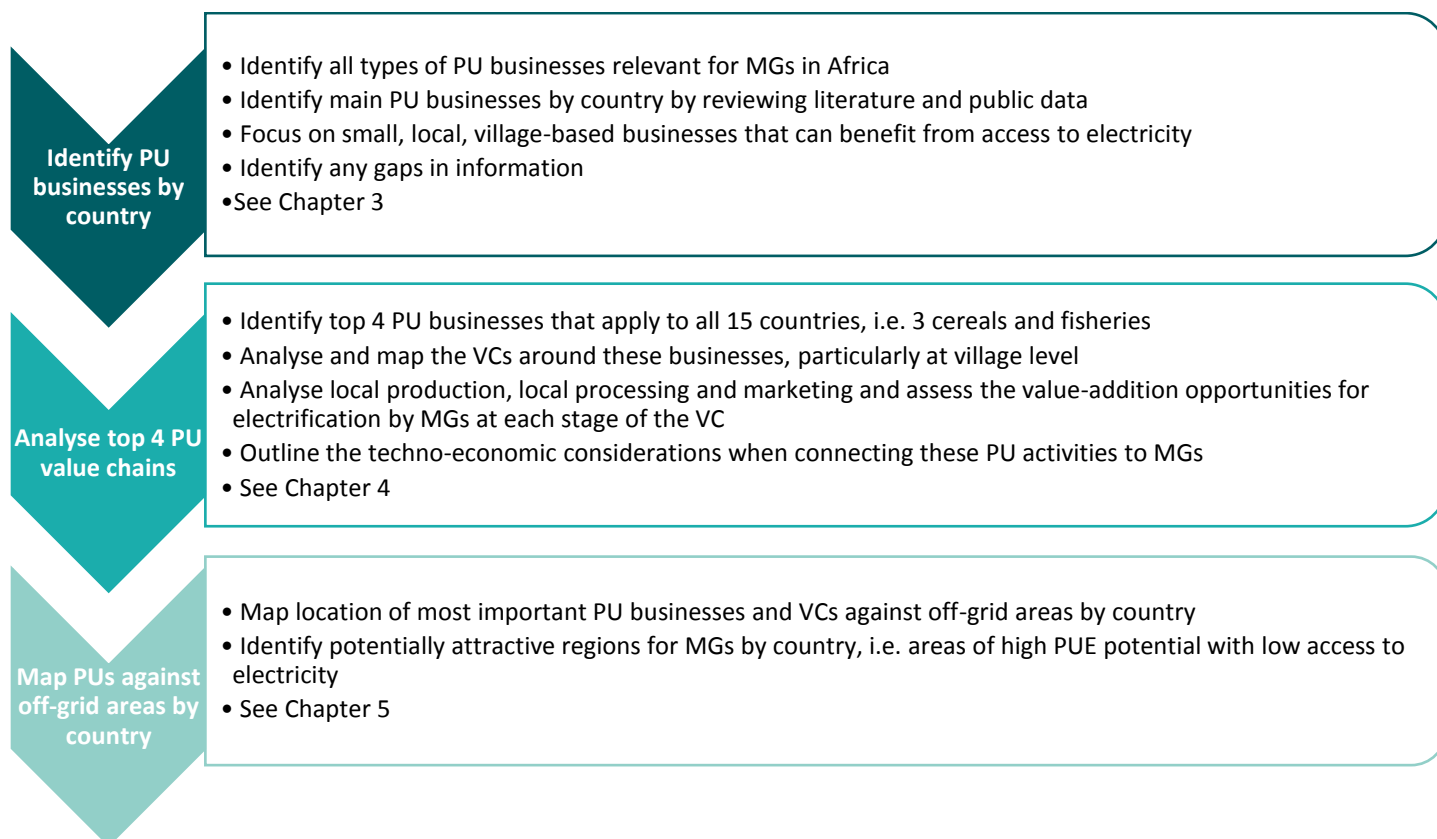 Identify PU
businesses by
country
• Identify all types of PU businesses relevant for MGs in Africa
• Identify main PU businesses by country by reviewing literature and public data
• Focus on small, local, village-based businesses that can benefit from access to electricity
• Identify any gaps in information
•See Chapter 3
Analyse top 4 PU
value chains
• Identify top 4 PU businesses that apply to all 15 countries, i.e. 3 cereals and fisheries
• Analyse and map the VCs around these businesses, particularly at village level
• Analyse local production, local processing and marketing and assess the value-addition opportunities for
electrification by MGs at each stage of the VC
• Outline the techno-economic considerations when connecting these PU activities to MGs
• See Chapter 4
Map PUs against
off-grid areas by
country
• Map location of most important PU businesses and VCs against off-grid areas by country
• Identify potentially attractive regions for MGs by country, i.e. areas of high PUE potential with low access to
electricity
• See Chapter 5